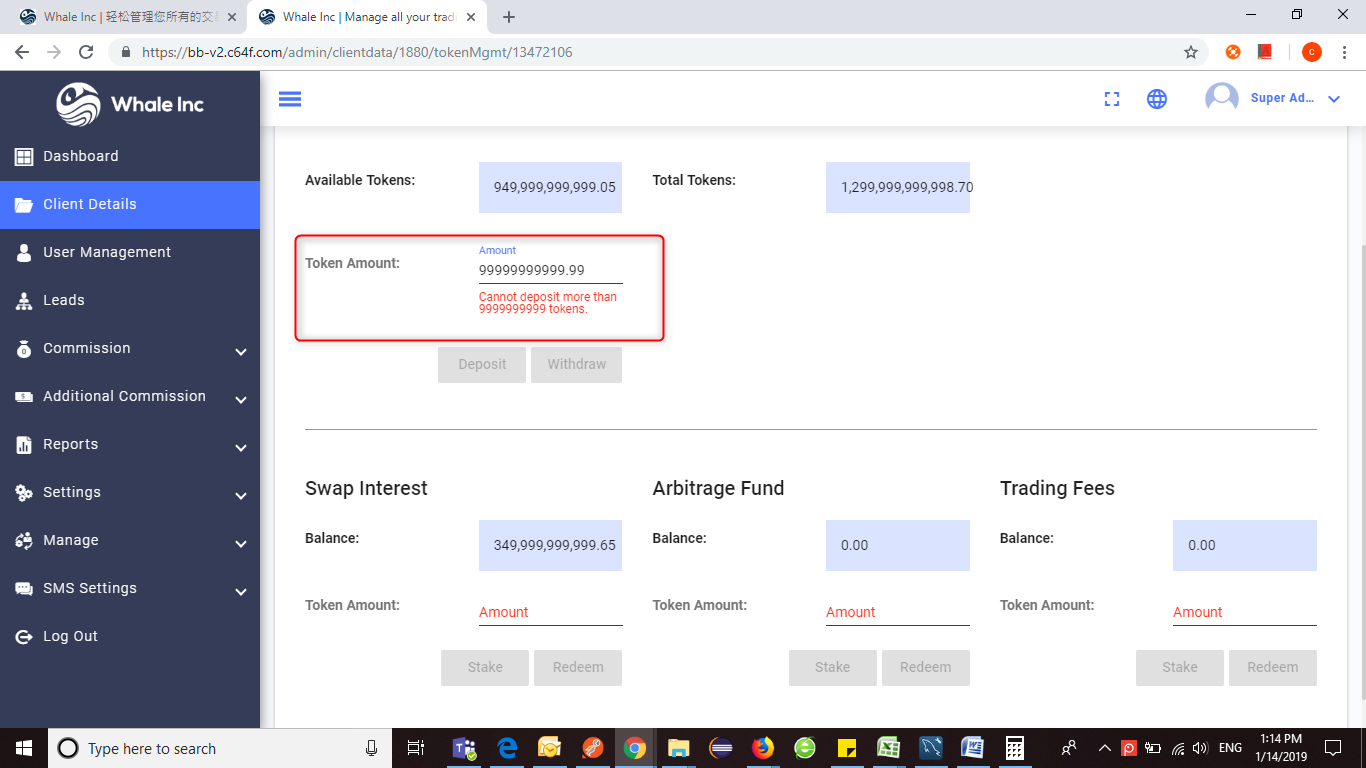 Whale Inc | 轻松管理您所有的交易
Whale Inc | Manage all your tradi
https://bb-v2.c64f.com/admin/clientdata/1880/tokenMgmt/13472106
c
Whale Inc
Super Ad...
Dashboard
Client Details
User Management
Leads
Commission
Additional Commission
Reports
Settings
Manage
SMS Settings
Log Out
Available Tokens: 949,999,999,999.05 Total Tokens: 1,299,999,999,998.70
Amount
Token Amount: 99999999999.99
Cannot deposit more than
9999999999 tokens.
Deposit Withdraw
Swap Interest Arbitrage Fund Trading Fees
Balance: 349,999,999,999.65 Balance: 0.00 Balance: 0.00
Token Amount: Amount Token Amount: Amount Token Amount: Amount
Stake Redeem Stake Redeem Stake Redeem
Type here to search
ENG
1:14 PM
1/14/2019